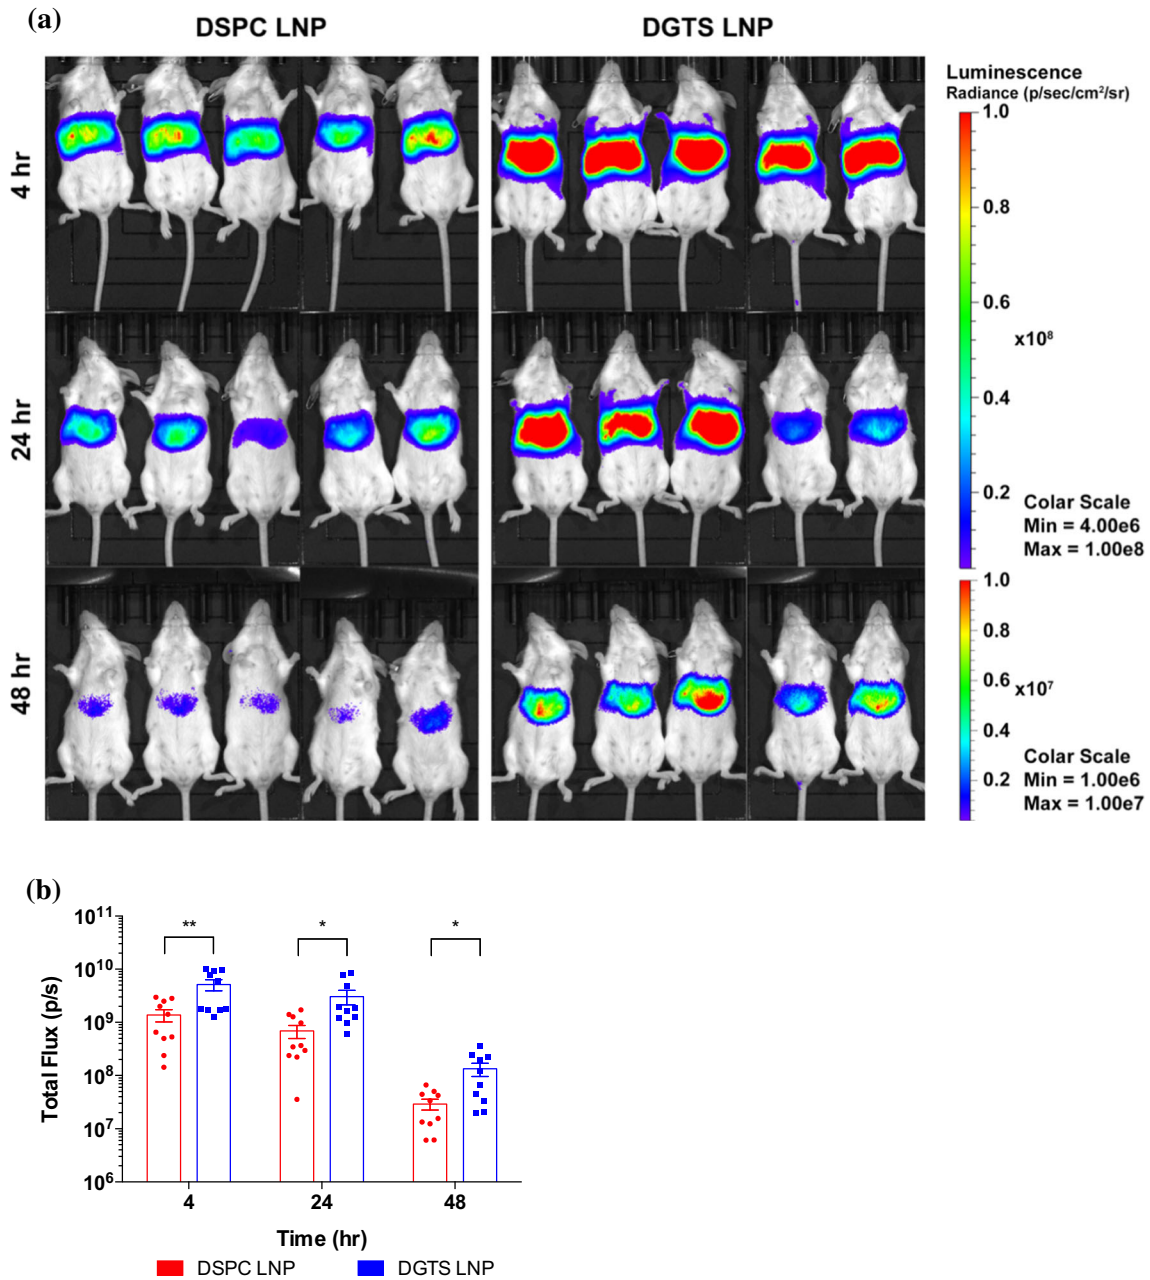 (a)
DSPC LNP
DGTS LNP
4 hr
24 hr
48 hr
Luminescence
Radiance (p/sec/cm²/sr)
1.0
0.8
0.6
x10⁸
0.4
0.2
Colar Scale
Min = 4.00e6
Max = 1.00e8
1.0
0.8
0.6
x10⁷
0.4
0.2
Colar Scale
Min = 1.00e6
Max = 1.00e7
(b)
Total Flux (p/s)
10¹¹
10¹⁰
10⁹
10⁸
10⁷
10⁶
**
*
*
4
24
48
Time (hr)
DSPC LNP
DGTS LNP